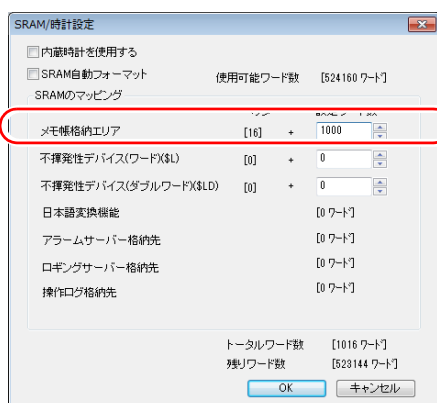 SRAM/時計設定
内蔵時計を使用する
SRAM自動フォーマット 使用可能ワード数 [524160 ワード]
SRAMのマッピング
メモ帳格納エリア [16] + 1000
不揮発性デバイス(ワード)($L) [0] + 0
不揮発性デバイス(ダブルワード)($LD) [0] + 0
日本語変換機能 [0 ワード]
アラームサーバー格納先 [0 ワード]
ロギングサーバー格納先 [0 ワード]
操作ログ格納先 [0 ワード]
トータルワード数 [1016 ワード]
残りワード数 [523144 ワード]
OK キャンセル